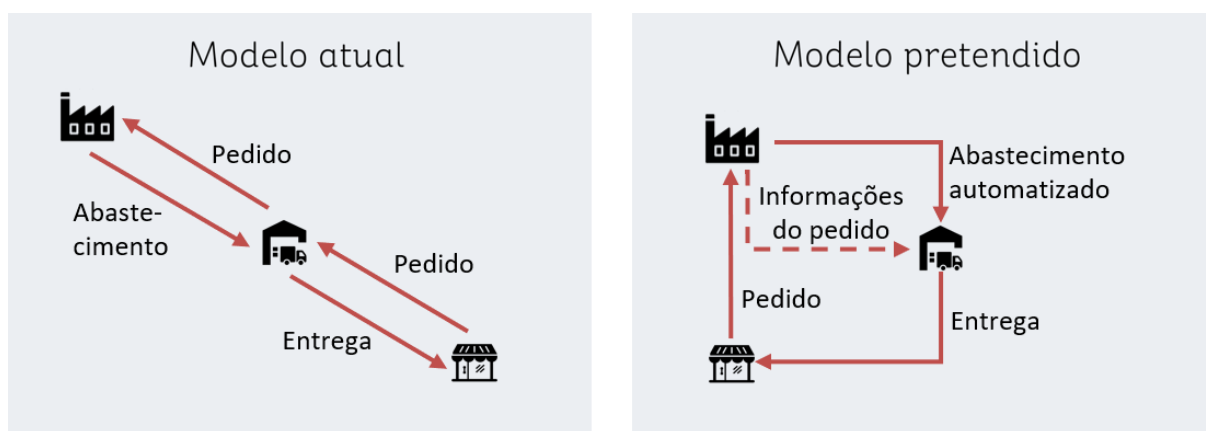 Modelo atual
Pedido
Abaste-
cimento
Pedido
Entrega
Modelo pretendido
Abastecimento
automatizado
Informações
do pedido
Pedido
Entrega